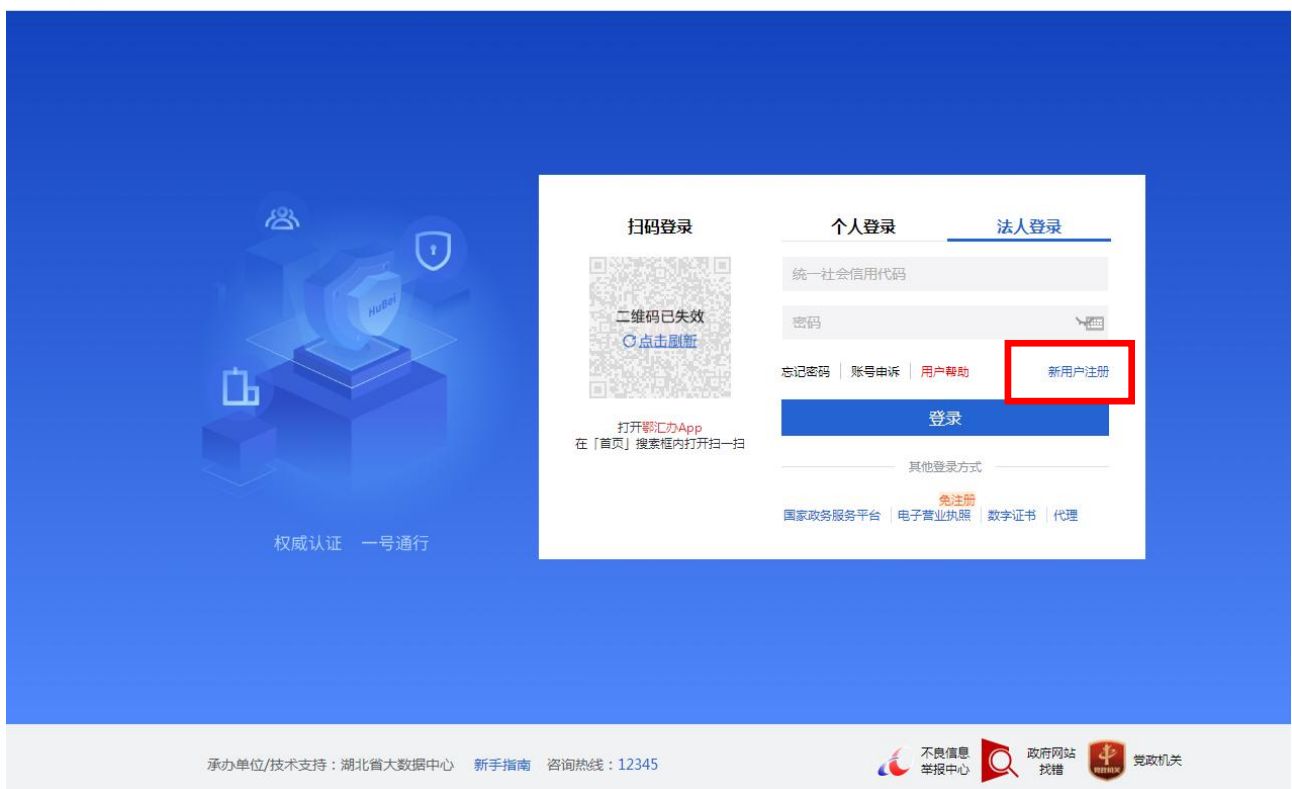 HuBei
权威认证 一号通行
扫码登录
二维码已失效
点击刷新
打开鄂汇办App
在「首页」搜索框内打开扫一扫
个人登录 法人登录
统一社会信用代码
密码
忘记密码 账号申诉 用户帮助 新用户注册
登录
其他登录方式
免注册
国家政务服务平台 电子营业执照 数字证书 代理
承办单位/技术支持：湖北省大数据中心 新手指南 咨询热线：12345
不良信息
举报中心
政府网站
找错
党政机关